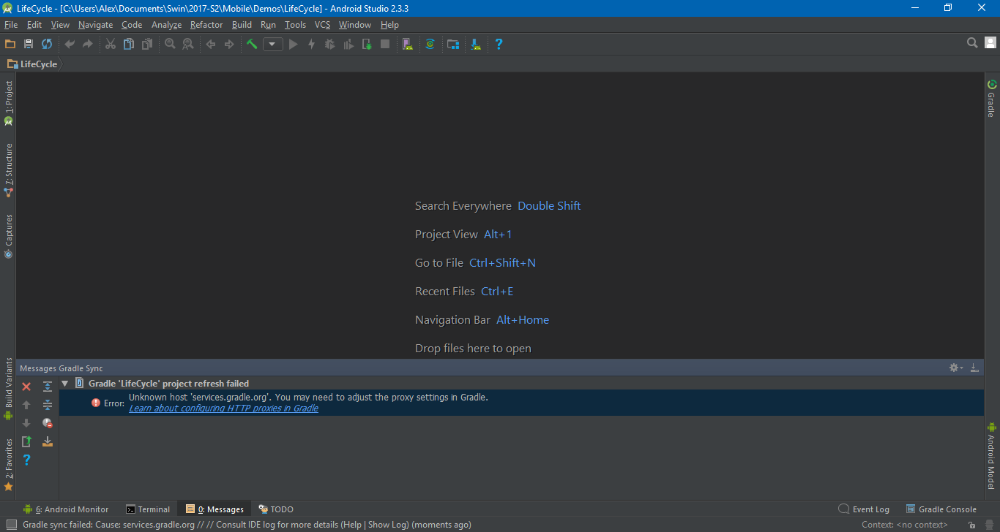 LifeCycle - [C:\Users\Alex\Documents\Swin\2017-S2\Mobile\Demos\LifeCycle] - Android Studio 2.3.3
File Edit View Navigate Code Analyze Refactor Build Run Tools VCS Window Help
LifeCycle
1: Project
7: Structure
Captures
Build Variants
2: Favorites
Gradle
Android Model
Search Everywhere Double Shift
Project View Alt+1
Go to File Ctrl+Shift+N
Recent Files Ctrl+E
Navigation Bar Alt+Home
Drop files here to open
Messages Gradle Sync
Gradle 'LifeCycle' project refresh failed
Error: Unknown host 'services.gradle.org'. You may need to adjust the proxy settings in Gradle.
Learn about configuring HTTP proxies in Gradle
6: Android Monitor Terminal 0: Messages TODO Event Log Gradle Console
Gradle sync failed: Cause: services.gradle.org // // Consult IDE log for more details (Help | Show Log) (moments ago) Context: <no context>